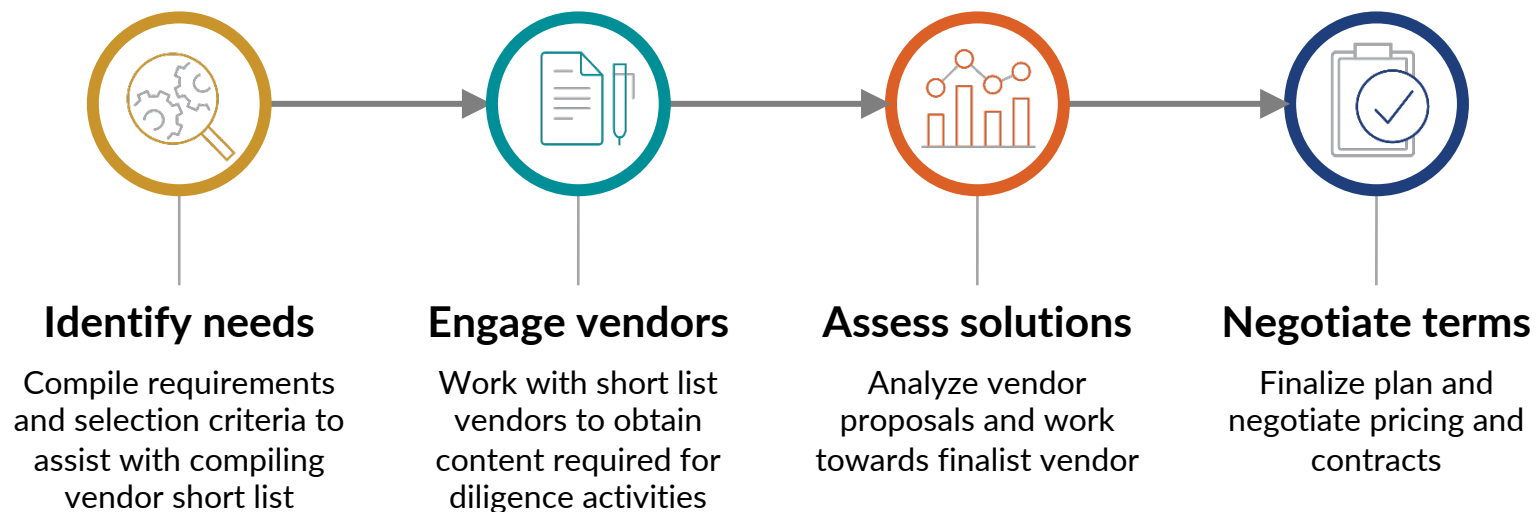 Identify needs
Compile requirements
and selection criteria to
assist with compiling
vendor short list
Engage vendors
Work with short list
vendors to obtain
content required for
diligence activities
Assess solutions
Analyze vendor
proposals and work
towards finalist vendor
Negotiate terms
Finalize plan and
negotiate pricing and
contracts